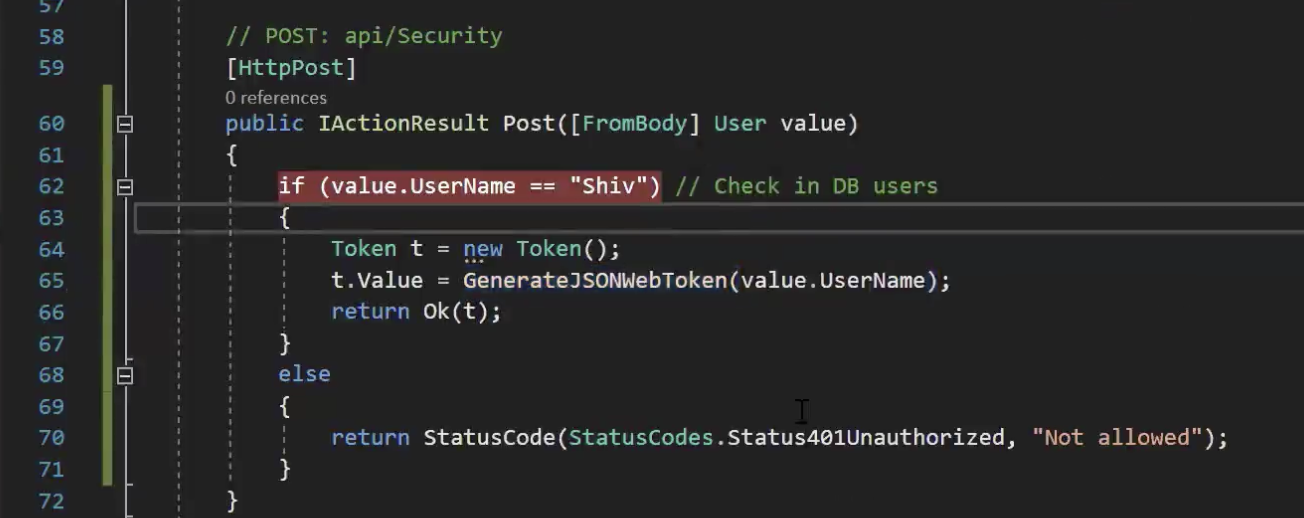 57
58 // POST: api/Security
59 [HttpPost]
0 references
60 public IActionResult Post([FromBody] User value)
61 {
62 if (value.UserName == "Shiv") // Check in DB users
63 {
64 Token t = new Token();
65 t.Value = GenerateJSONWebToken(value.UserName);
66 return Ok(t);
67 }
68 else
69 {
70 return StatusCode(StatusCodes.Status401Unauthorized, "Not allowed");
71 }
72 }